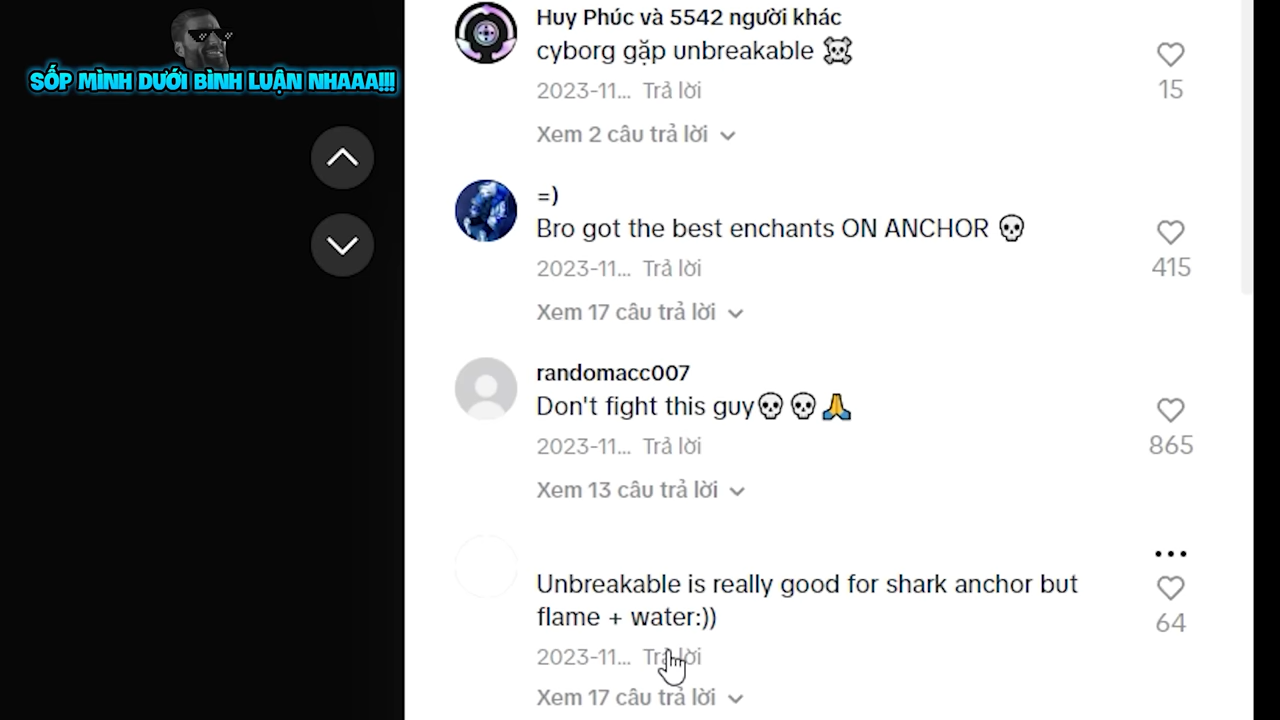 SỐP MÌNH DƯỚI BÌNH LUẬN NHAAA!!!
Huy Phúc và 5542 người khác
cyborg gặp unbreakable ☠️
15
2023-11... Trả lời
Xem 2 câu trả lời
=)
Bro got the best enchants ON ANCHOR 💀
415
2023-11... Trả lời
Xem 17 câu trả lời
randomacc007
Don't fight this guy💀💀🙏
865
2023-11... Trả lời
Xem 13 câu trả lời
Unbreakable is really good for shark anchor but
flame + water:))
64
2023-11... Trả lời
Xem 17 câu trả lời